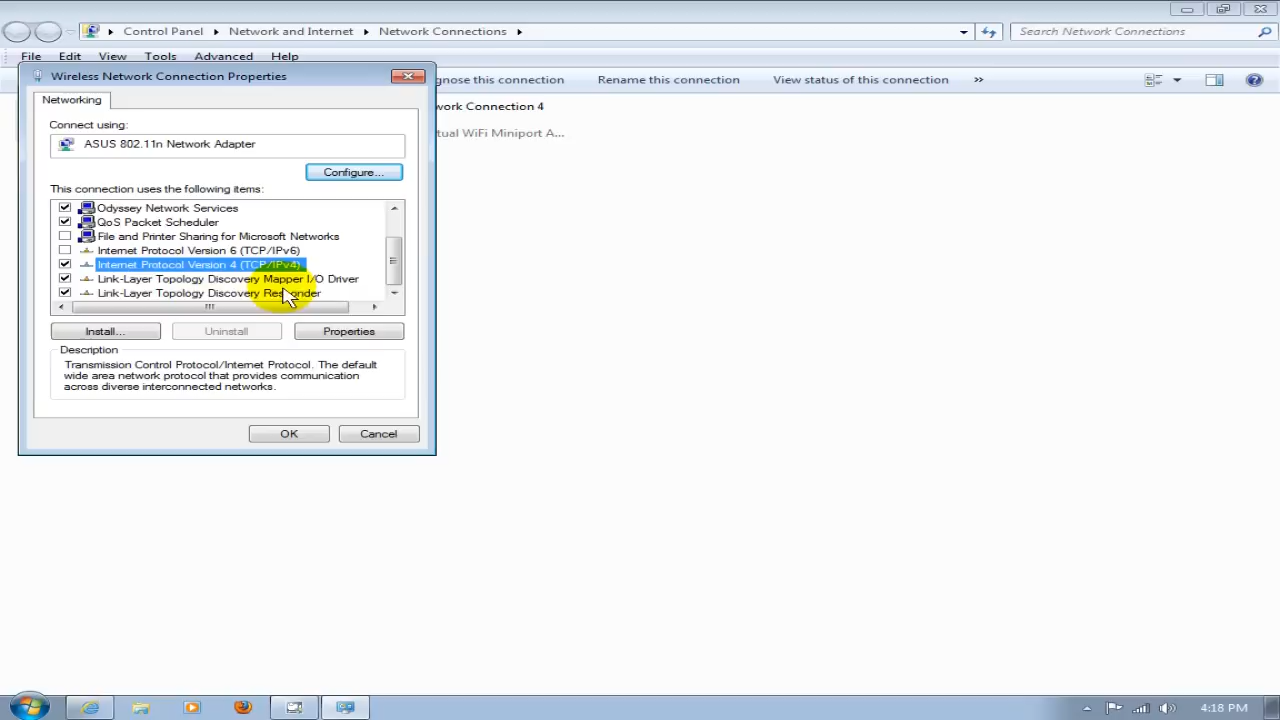 Control Panel
Network and Internet
Network Connections
Search Network Connections
File Edit View Tools Advanced Help
Wireless Network Connection Properties
gnose this connection
Rename this connection
View status of this connection
»
Networking
work Connection 4
tual WiFi Miniport A...
Connect using:
ASUS 802.11n Network Adapter
Configure...
This connection uses the following items:
Odyssey Network Services
QoS Packet Scheduler
File and Printer Sharing for Microsoft Networks
Internet Protocol Version 6 (TCP/IPv6)
Internet Protocol Version 4 (TCP/IPv4)
Link-Layer Topology Discovery Mapper I/O Driver
Link-Layer Topology Discovery Responder
Install... Uninstall Properties
Description
Transmission Control Protocol/Internet Protocol. The default
wide area network protocol that provides communication
across diverse interconnected networks.
OK Cancel
4:18 PM